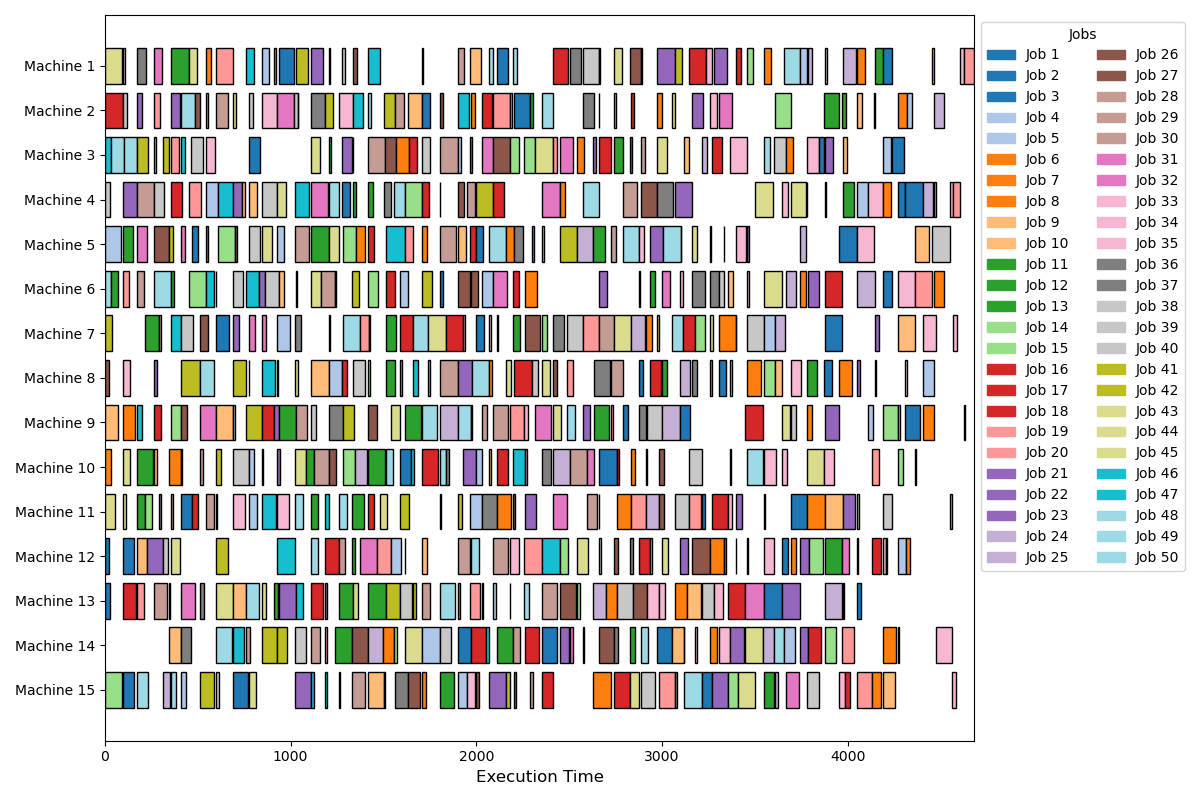 Machine 1
Machine 2
Machine 3
Machine 4
Machine 5
Machine 6
Machine 7
Machine 8
Machine 9
Machine 10
Machine 11
Machine 12
Machine 13
Machine 14
Machine 15
0 1000 2000 3000 4000
Execution Time
Jobs
Job 1
Job 2
Job 3
Job 4
Job 5
Job 6
Job 7
Job 8
Job 9
Job 10
Job 11
Job 12
Job 13
Job 14
Job 15
Job 16
Job 17
Job 18
Job 19
Job 20
Job 21
Job 22
Job 23
Job 24
Job 25
Job 26
Job 27
Job 28
Job 29
Job 30
Job 31
Job 32
Job 33
Job 34
Job 35
Job 36
Job 37
Job 38
Job 39
Job 40
Job 41
Job 42
Job 43
Job 44
Job 45
Job 46
Job 47
Job 48
Job 49
Job 50